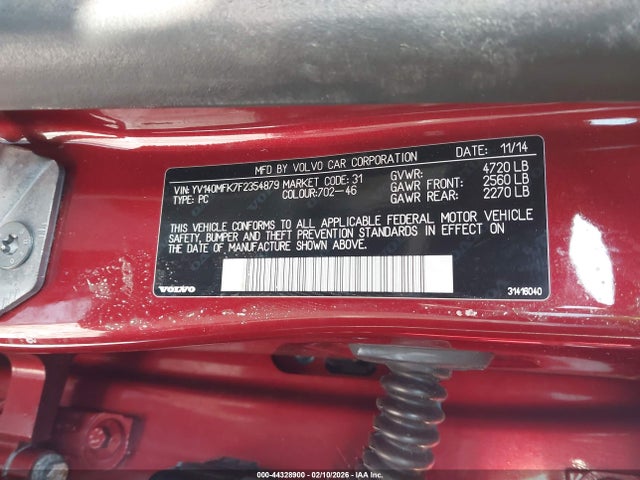 MFD BY VOLVO CAR CORPORATION DATE: 11/14
VIN: YV140MFK7F2354879 MARKET CODE: 31 GVWR: 4720 LB
TYPE: PC COLOUR: 702-46 GAWR FRONT: 2560 LB
GAWR REAR: 2270 LB
THIS VEHICLE CONFORMS TO ALL APPLICABLE FEDERAL MOTOR VEHICLE
SAFETY, BUMPER AND THEFT PREVENTION STANDARDS IN EFFECT ON
THE DATE OF MANUFACTURE SHOWN ABOVE.
VOLVO 31416040
000-44328900 - 02/10/2026 - IAAI.COM